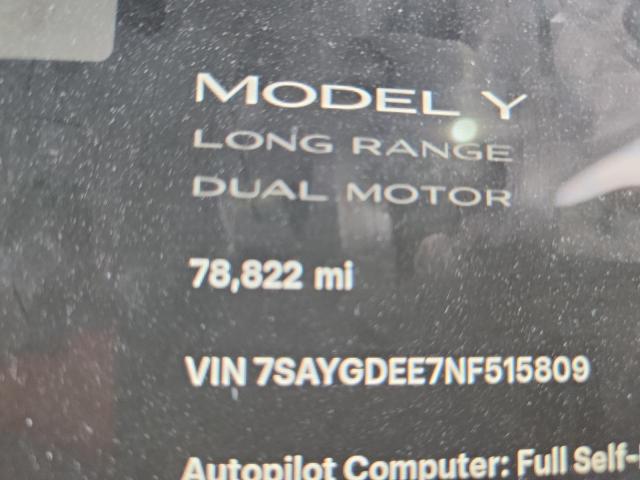 MODEL Y
LONG RANGE
DUAL MOTOR
78,822 mi
VIN 7SAYGDEE7NF515809
Autopilot Computer: Full Self-